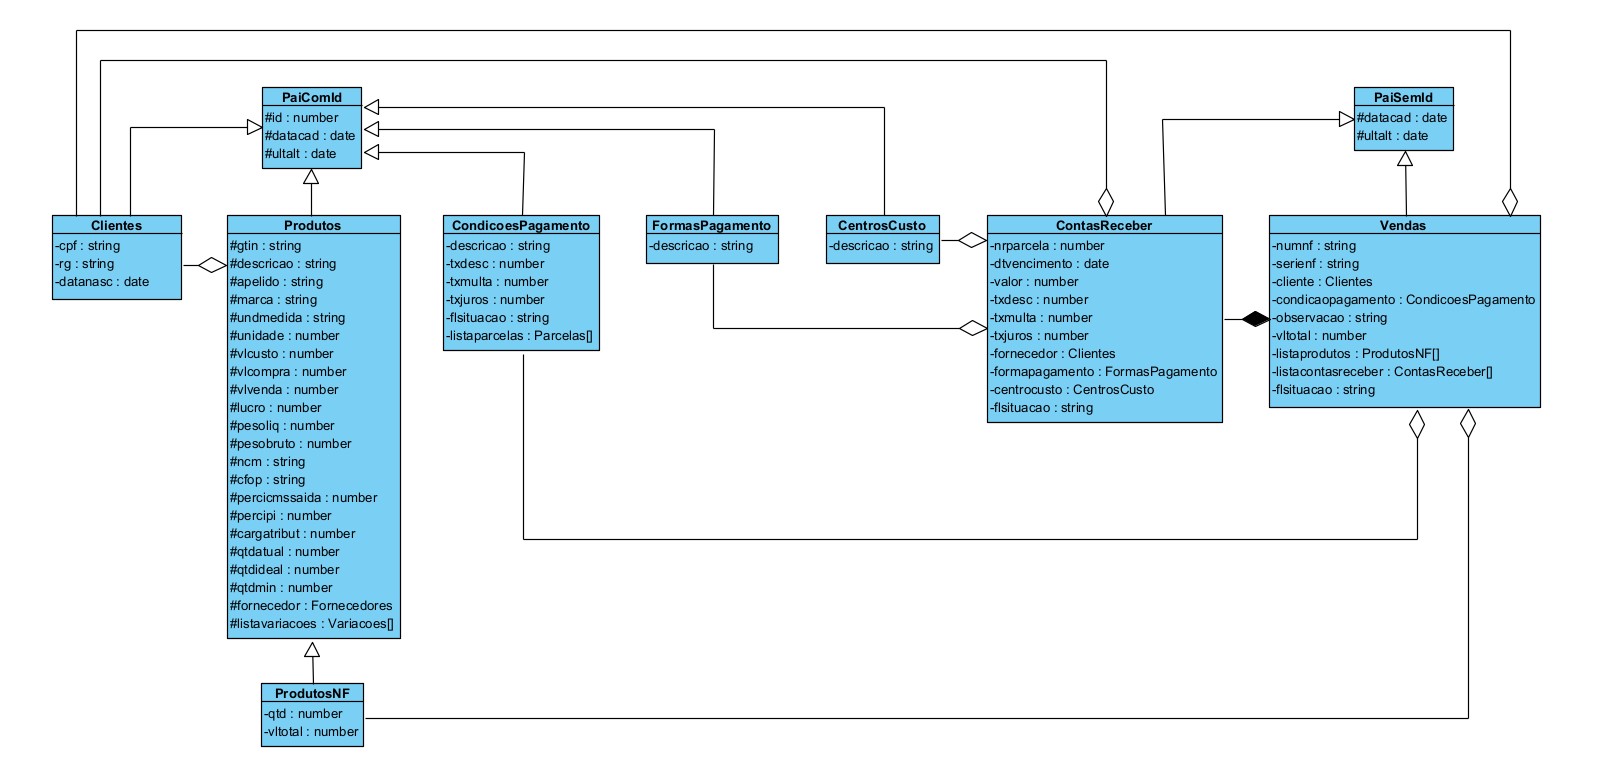 PaiComId
#id : number
#datacad : date
#ultalt : date
PaiSemId
#datacad : date
#ultalt : date
Clientes
-cpf : string
-rg : string
-datanasc : date
Produtos
#gtin : string
#descricao : string
#apelido : string
#marca : string
#undmedida : string
#unidade : number
#vlcusto : number
#vlcompra : number
#vlvenda : number
#lucro : number
#pesoliq : number
#pesobruto : number
#ncm : string
#cfop : string
#percicmssaida : number
#percipi : number
#cargatribut : number
#qtdatual : number
#qtdideal : number
#qtdmin : number
#fornecedor : Fornecedores
#listavariacoes : Variacoes[]
CondicoesPagamento
-descricao : string
-txdesc : number
-txmulta : number
-txjuros : number
-flsituacao : string
-listaparcelas : Parcelas[]
FormasPagamento
-descricao : string
CentrosCusto
-descricao : string
ContasReceber
-nrparcela : number
-dtvencimento : date
-valor : number
-txdesc : number
-txmulta : number
-txjuros : number
-fornecedor : Clientes
-formapagamento : FormasPagamento
-centrocusto : CentrosCusto
-flsituacao : string
Vendas
-numnf : string
-serienf : string
-cliente : Clientes
-condicaopagamento : CondicoesPagamento
-observacao : string
-vltotal : number
-listaprodutos : ProdutosNF[]
-listacontasreceber : ContasReceber[]
-flsituacao : string
ProdutosNF
-qtd : number
-vltotal : number